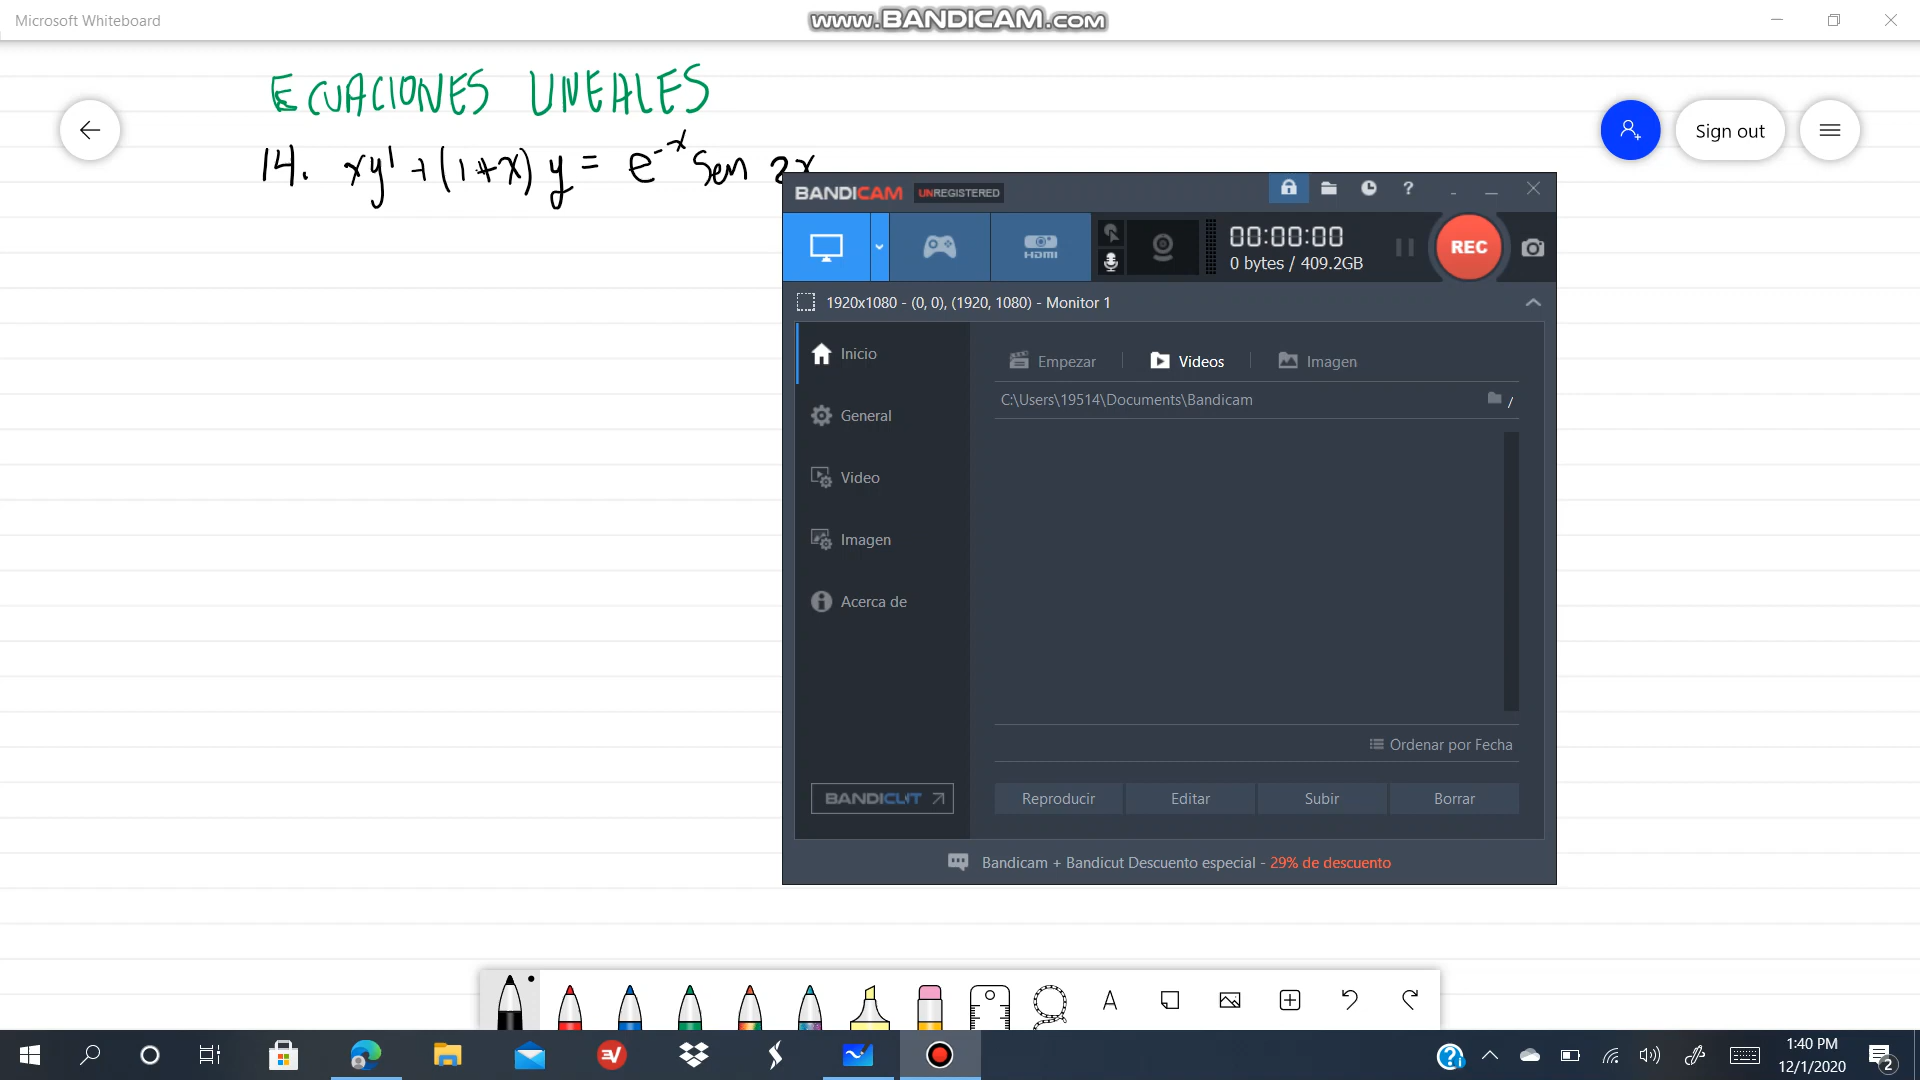 Microsoft Whiteboard
www.BANDICAM.com
ECUACIONES LINEALES
14. xy' + (1+x) y = e^-x Sen 2x
Sign out
BANDICAM UNREGISTERED
HDMI
00:00:00
0 bytes / 409.2GB
REC
1920x1080 - (0, 0), (1920, 1080) - Monitor 1
Inicio
General
Video
Imagen
Acerca de
BANDICUT
Empezar
Videos
Imagen
C:\Users\19514\Documents\Bandicam
Ordenar por Fecha
Reproducir
Editar
Subir
Borrar
Bandicam + Bandicut Descuento especial - 29% de descuento
1:40 PM
12/1/2020
2